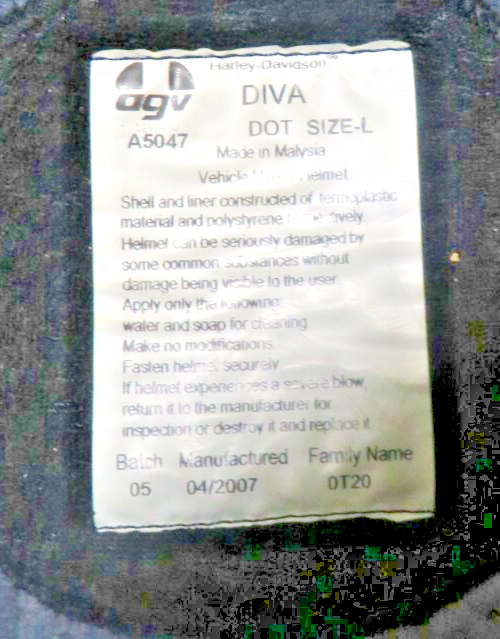 Harley-Davidson™
agv
DIVA
A5047
DOT SIZE-L
Made in Malysia
Vehicle Helmet
Shell and liner constructed of termoplastic
material and polystyrene
Helmet can be seriously damaged by
some common substances without
damage being visible to the user
Apply only the following:
water and soap for cleaning
Make no modifications.
Fasten helmet securely
If helmet experiences a severe blow,
return it to the manufacturer for
inspection or destroy it and replace it.
Batch Manufactured Family Name
05 04/2007 0T20